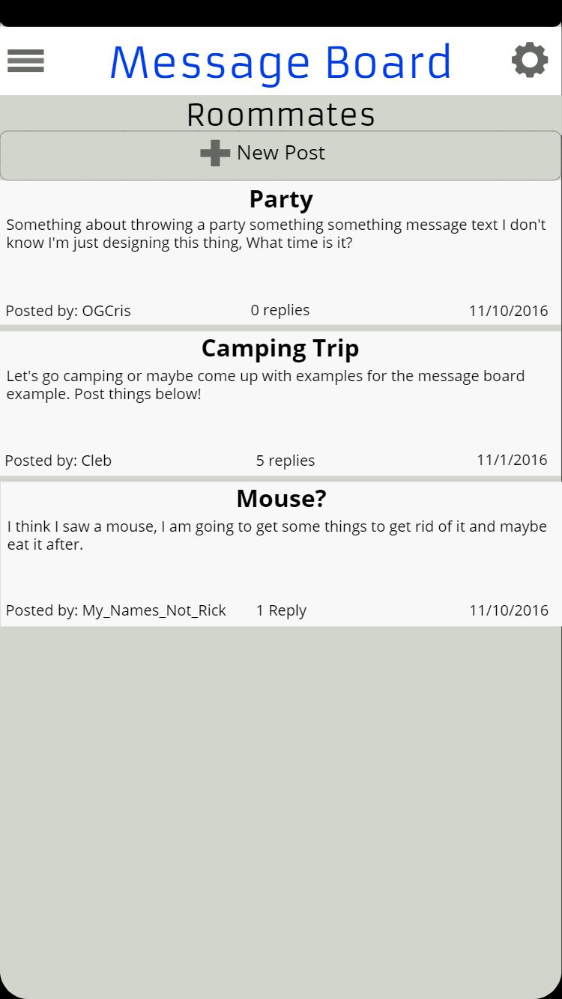 Message Board
Roommates
New Post
Party
Something about throwing a party something something message text I don't
know I'm just designing this thing, What time is it?
Posted by: OGCris 0 replies 11/10/2016
Camping Trip
Let's go camping or maybe come up with examples for the message board
example. Post things below!
Posted by: Cleb 5 replies 11/1/2016
Mouse?
I think I saw a mouse, I am going to get some things to get rid of it and maybe
eat it after.
Posted by: My_Names_Not_Rick 1 Reply 11/10/2016